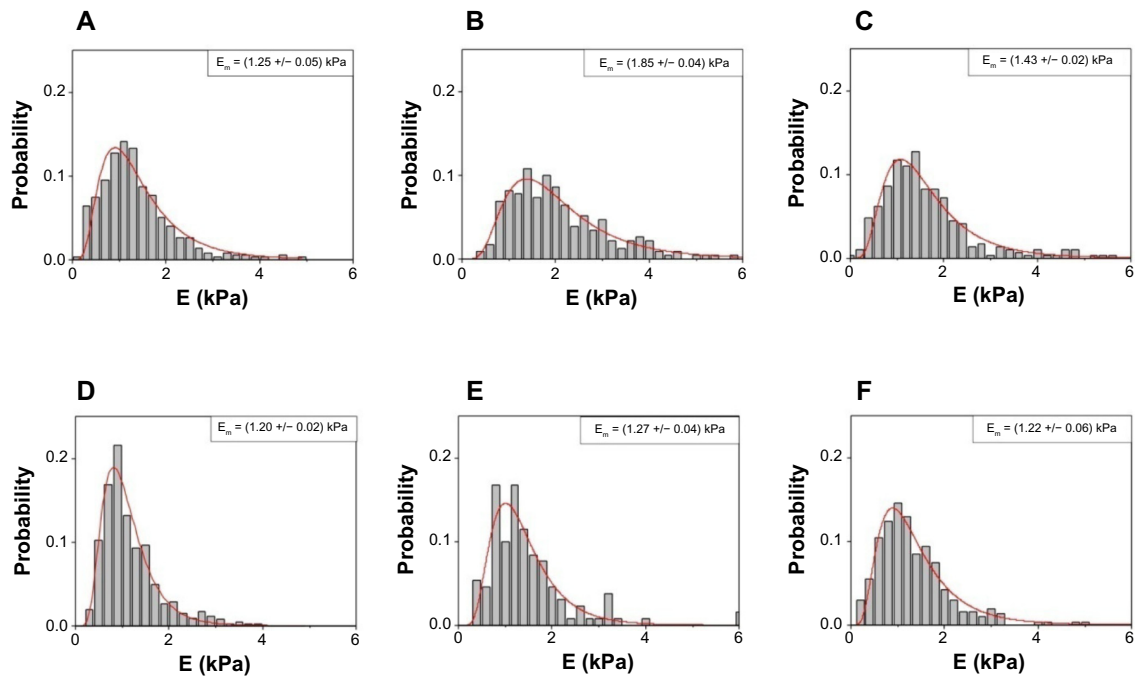 A
E_m = (1.25 +/− 0.05) kPa
Probability
0.2
0.1
0.0
0 2 4 6
E (kPa)
B
E_m = (1.85 +/− 0.04) kPa
Probability
0.2
0.1
0.0
0 2 4 6
E (kPa)
C
E_m = (1.43 +/− 0.02) kPa
Probability
0.2
0.1
0.0
0 2 4 6
E (kPa)
D
E_m = (1.20 +/− 0.02) kPa
Probability
0.2
0.1
0.0
0 2 4 6
E (kPa)
E
E_m = (1.27 +/− 0.04) kPa
Probability
0.2
0.1
0.0
0 2 4 6
E (kPa)
F
E_m = (1.22 +/− 0.06) kPa
Probability
0.2
0.1
0.0
0 2 4 6
E (kPa)